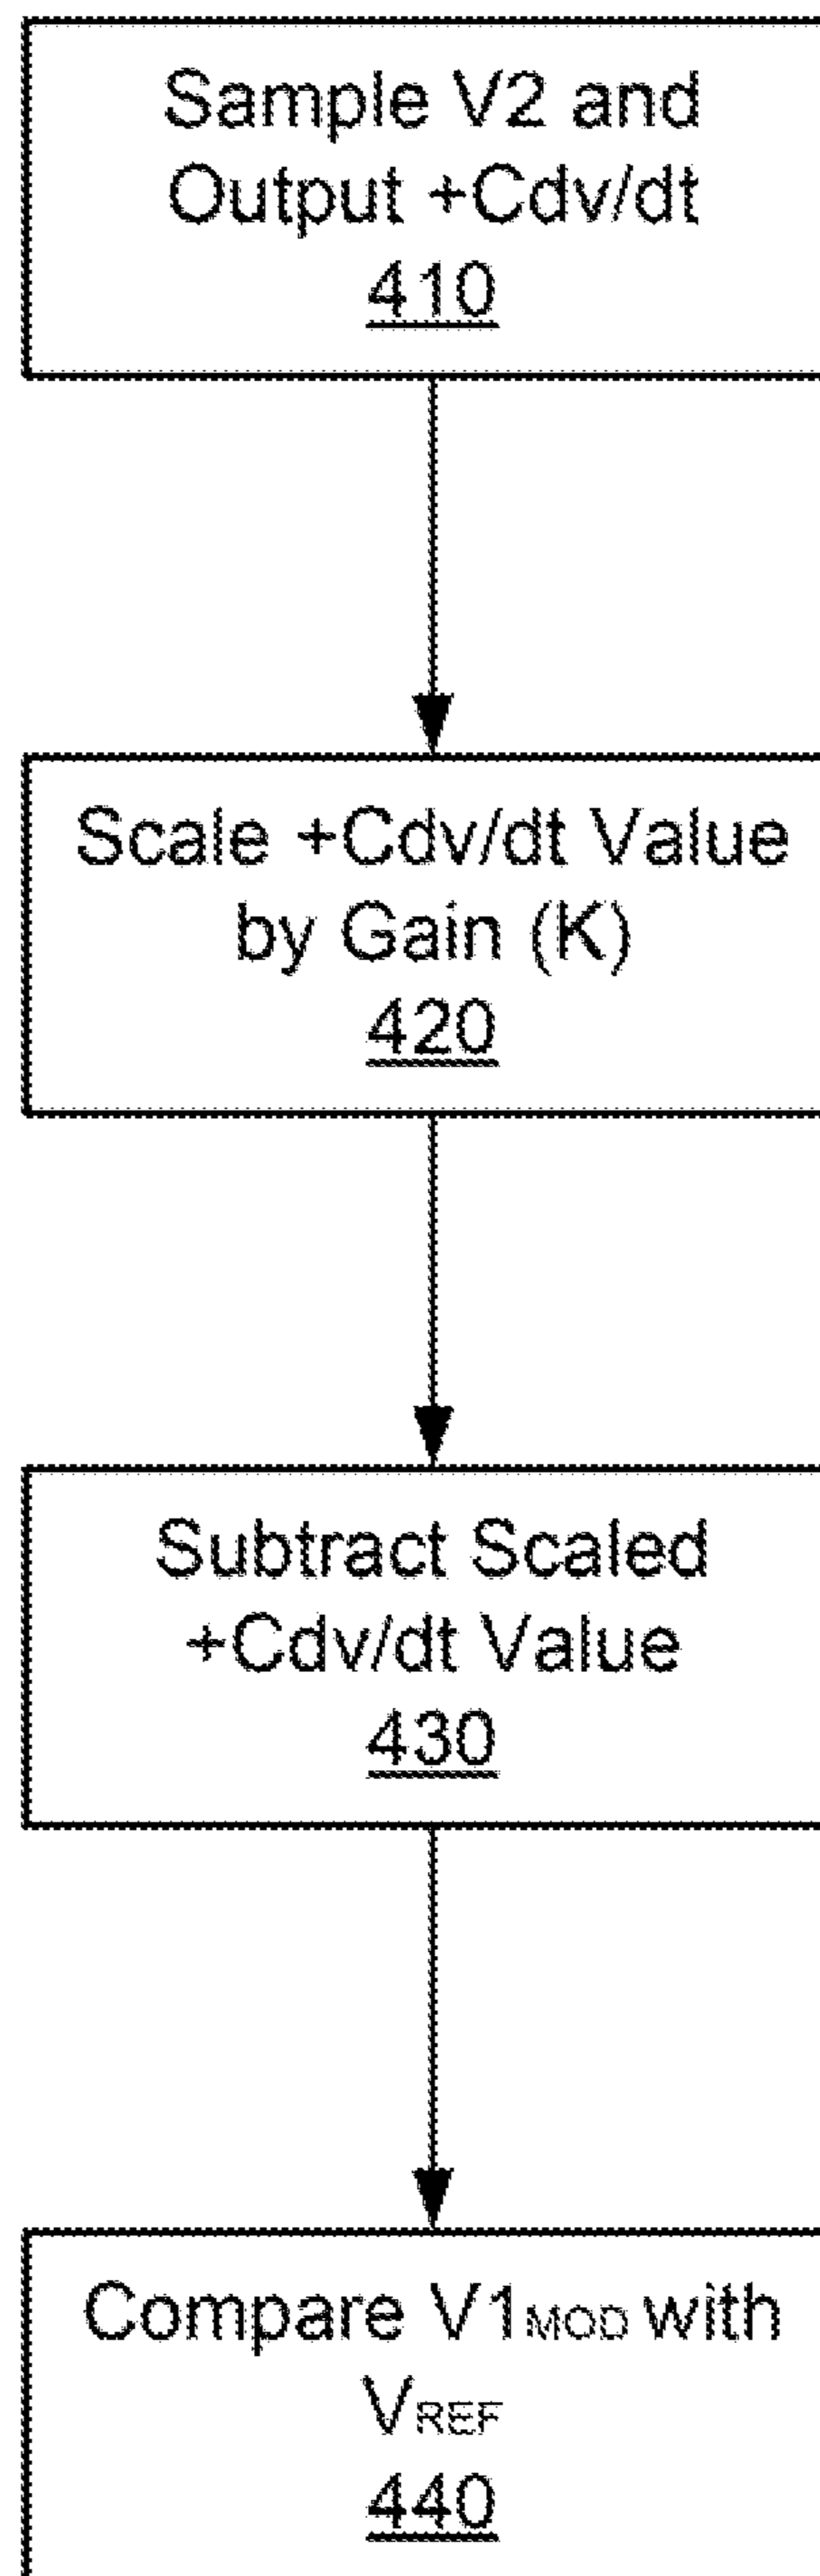 Sample V2 and
Output +Cdv/dt
410
Scale +Cdv/dt Value
by Gain (K)
420
Subtract Scaled
+Cdv/dt Value
430
Compare V1MOD with
VREF
440